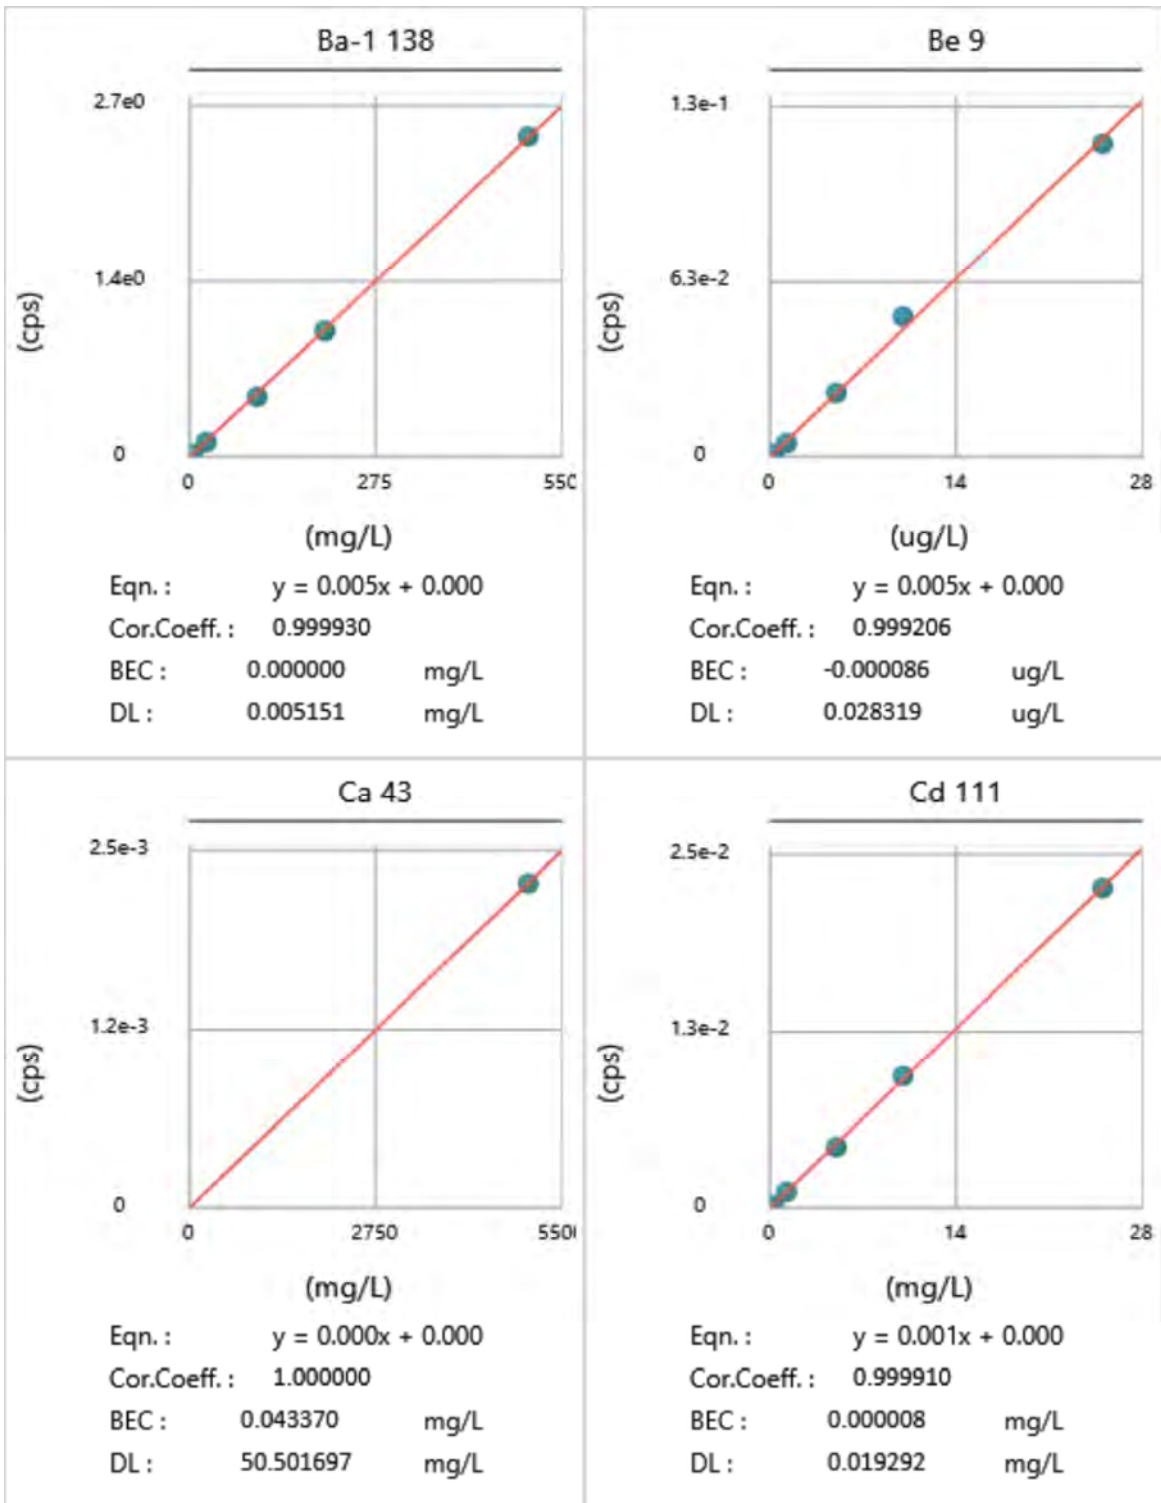 Ba-1 138
2.7e0
1.4e0
0
(cps)
0 275 550
(mg/L)
Eqn. : y = 0.005x + 0.000
Cor.Coeff. : 0.999930
BEC : 0.000000 mg/L
DL : 0.005151 mg/L
Be 9
1.3e-1
6.3e-2
0
(cps)
0 14 28
(ug/L)
Eqn. : y = 0.005x + 0.000
Cor.Coeff. : 0.999206
BEC : -0.000086 ug/L
DL : 0.028319 ug/L
Ca 43
2.5e-3
1.2e-3
0
(cps)
0 2750
(mg/L)
Eqn. : y = 0.000x + 0.000
Cor.Coeff. : 1.000000
BEC : 0.043370 mg/L
DL : 50.501697 mg/L
Cd 111
2.5e-2
1.3e-2
0
(cps)
0 14 28
(mg/L)
Eqn. : y = 0.001x + 0.000
Cor.Coeff. : 0.999910
BEC : 0.000008 mg/L
DL : 0.019292 mg/L